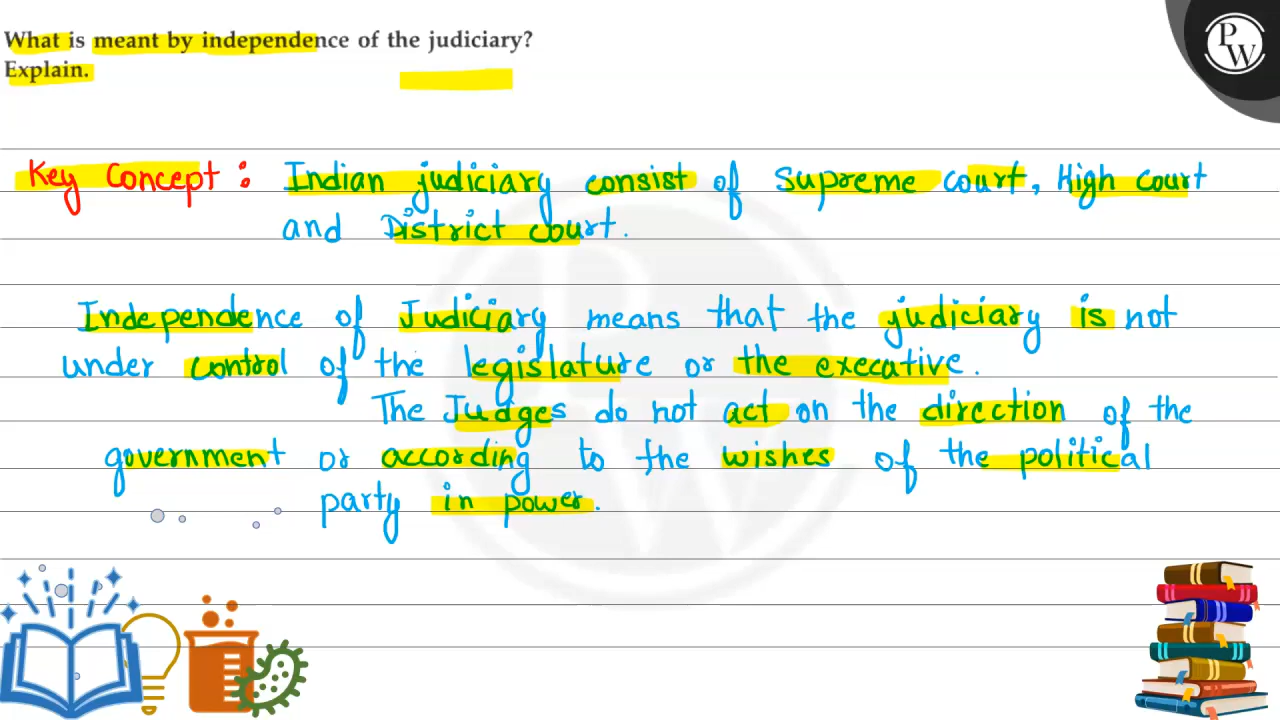 What is meant by independence of the judiciary?
Explain.
PW
Key Concept: Indian judiciary consist of Supreme court, High court
and District court.
Independence of Judiciary means that the judiciary is not
under control of the legislature or the execative.
The Judges do not act on the direction of the
government or according to the wishes of the political
party in power.